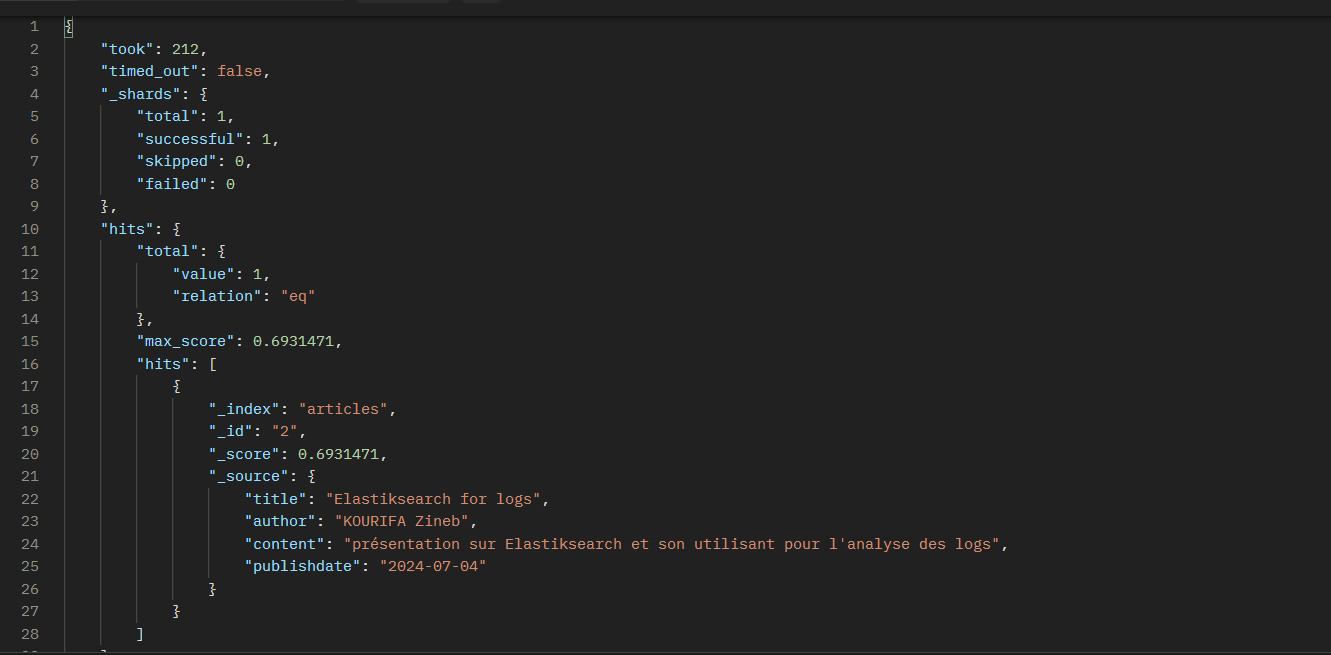 1 {
2 "took": 212,
3 "timed_out": false,
4 "_shards": {
5 "total": 1,
6 "successful": 1,
7 "skipped": 0,
8 "failed": 0
9 },
10 "hits": {
11 "total": {
12 "value": 1,
13 "relation": "eq"
14 },
15 "max_score": 0.6931471,
16 "hits": [
17 {
18 "_index": "articles",
19 "_id": "2",
20 "_score": 0.6931471,
21 "_source": {
22 "title": "Elastiksearch for logs",
23 "author": "KOURIFA Zineb",
24 "content": "présentation sur Elastiksearch et son utilisant pour l'analyse des logs",
25 "publishdate": "2024-07-04"
26 }
27 }
28 ]